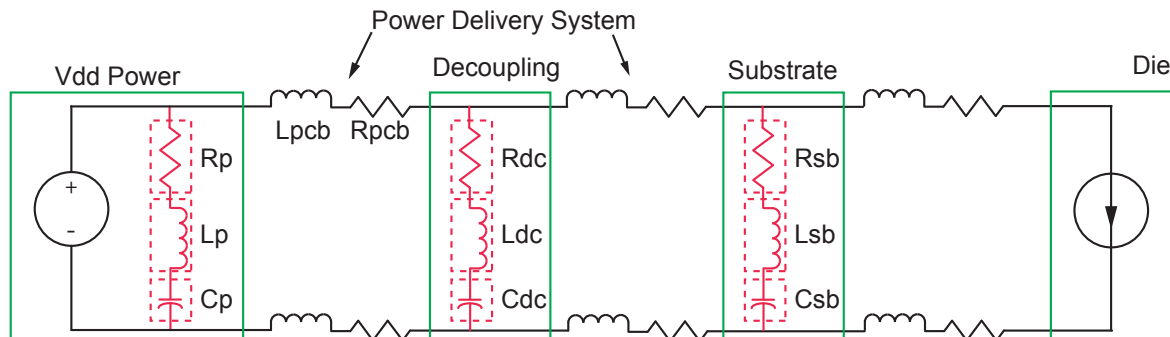 Power Delivery System
Vdd Power
Decoupling
Substrate
Die
Lpcb
Rpcb
Rp
Rdc
Rsb
+
-
Lp
Ldc
Lsb
Cp
Cdc
Csb